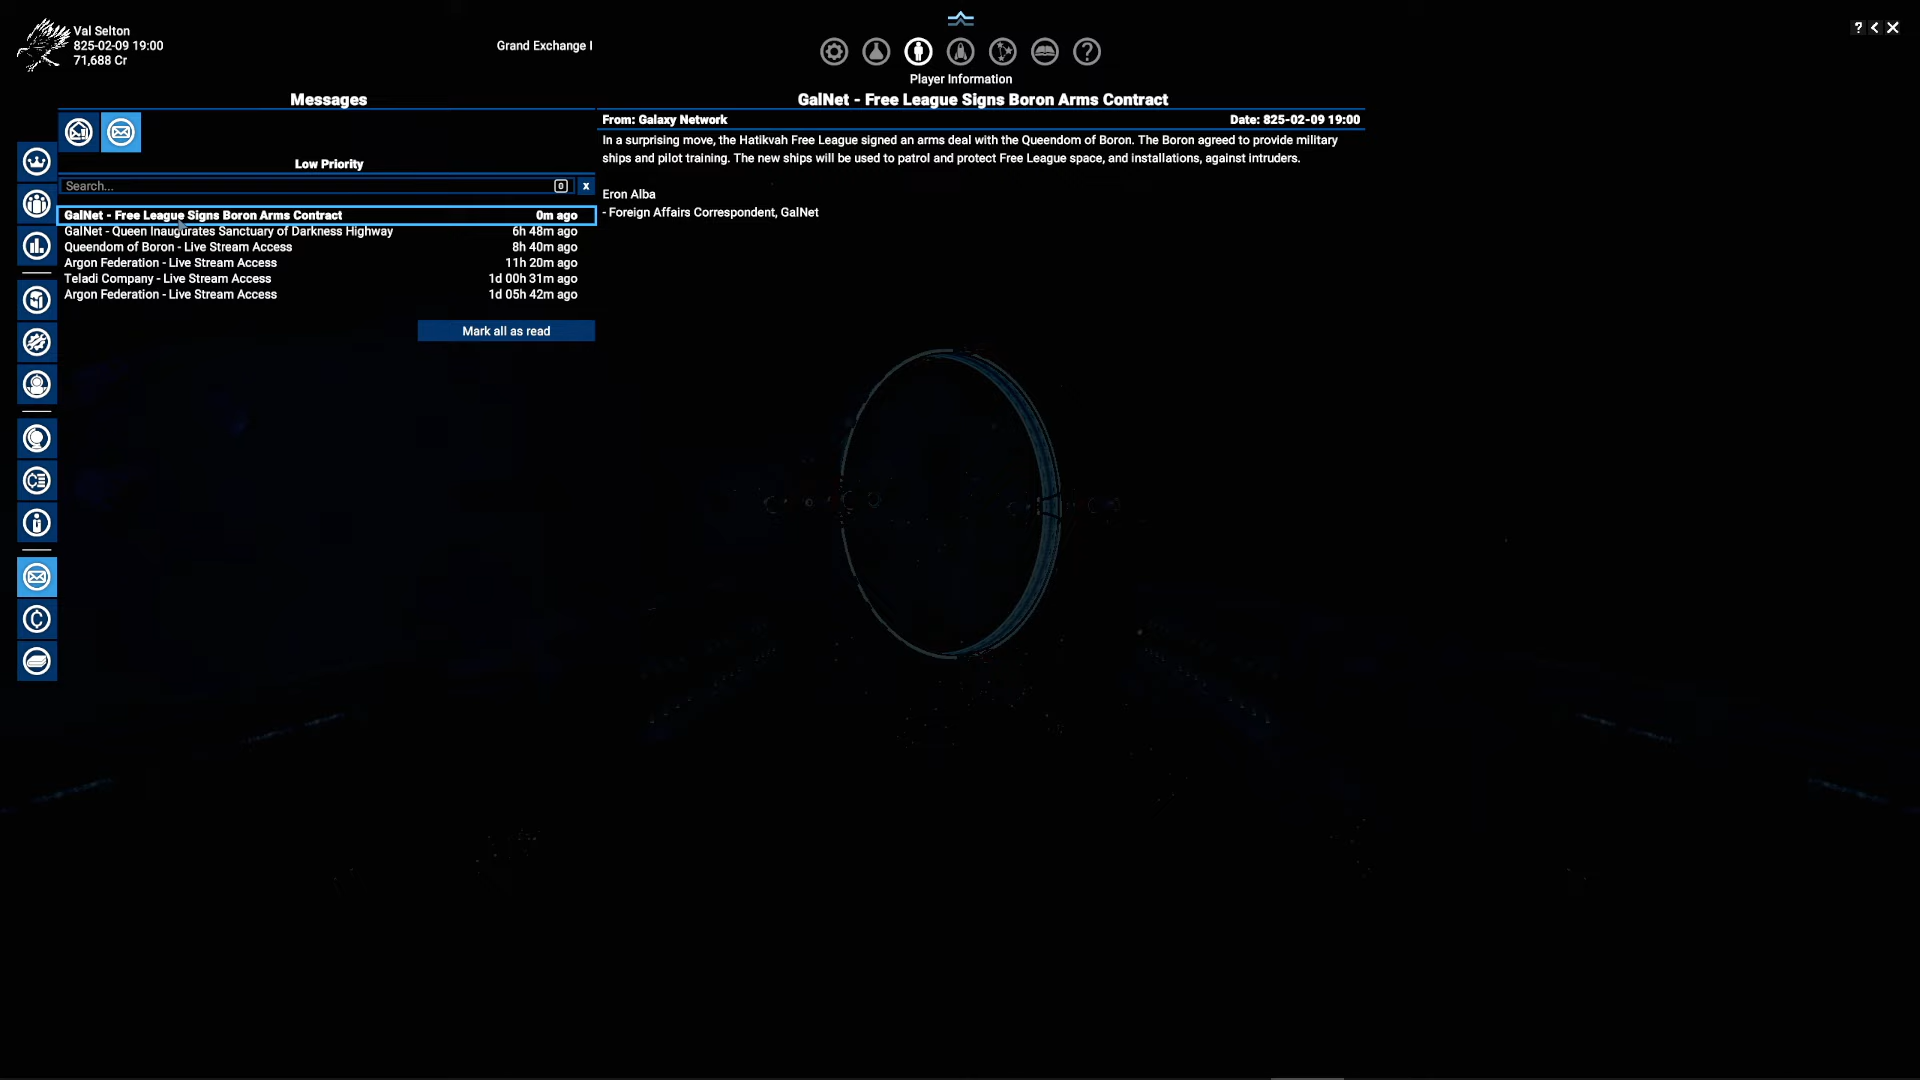 Val Selton
825-02-09 19:00
71,688 Cr
Grand Exchange I
Player Information
? < X
Messages
Low Priority
Search...
0
x
GalNet - Free League Signs Boron Arms Contract 0m ago
GalNet - Queen Inaugurates Sanctuary of Darkness Highway 6h 48m ago
Queendom of Boron - Live Stream Access 8h 40m ago
Argon Federation - Live Stream Access 11h 20m ago
Teladi Company - Live Stream Access 1d 00h 31m ago
Argon Federation - Live Stream Access 1d 05h 42m ago
Mark all as read
GalNet - Free League Signs Boron Arms Contract
From: Galaxy Network Date: 825-02-09 19:00
In a surprising move, the Hatikvah Free League signed an arms deal with the Queendom of Boron. The Boron agreed to provide military
ships and pilot training. The new ships will be used to patrol and protect Free League space, and installations, against intruders.
Eron Alba
- Foreign Affairs Correspondent, GalNet